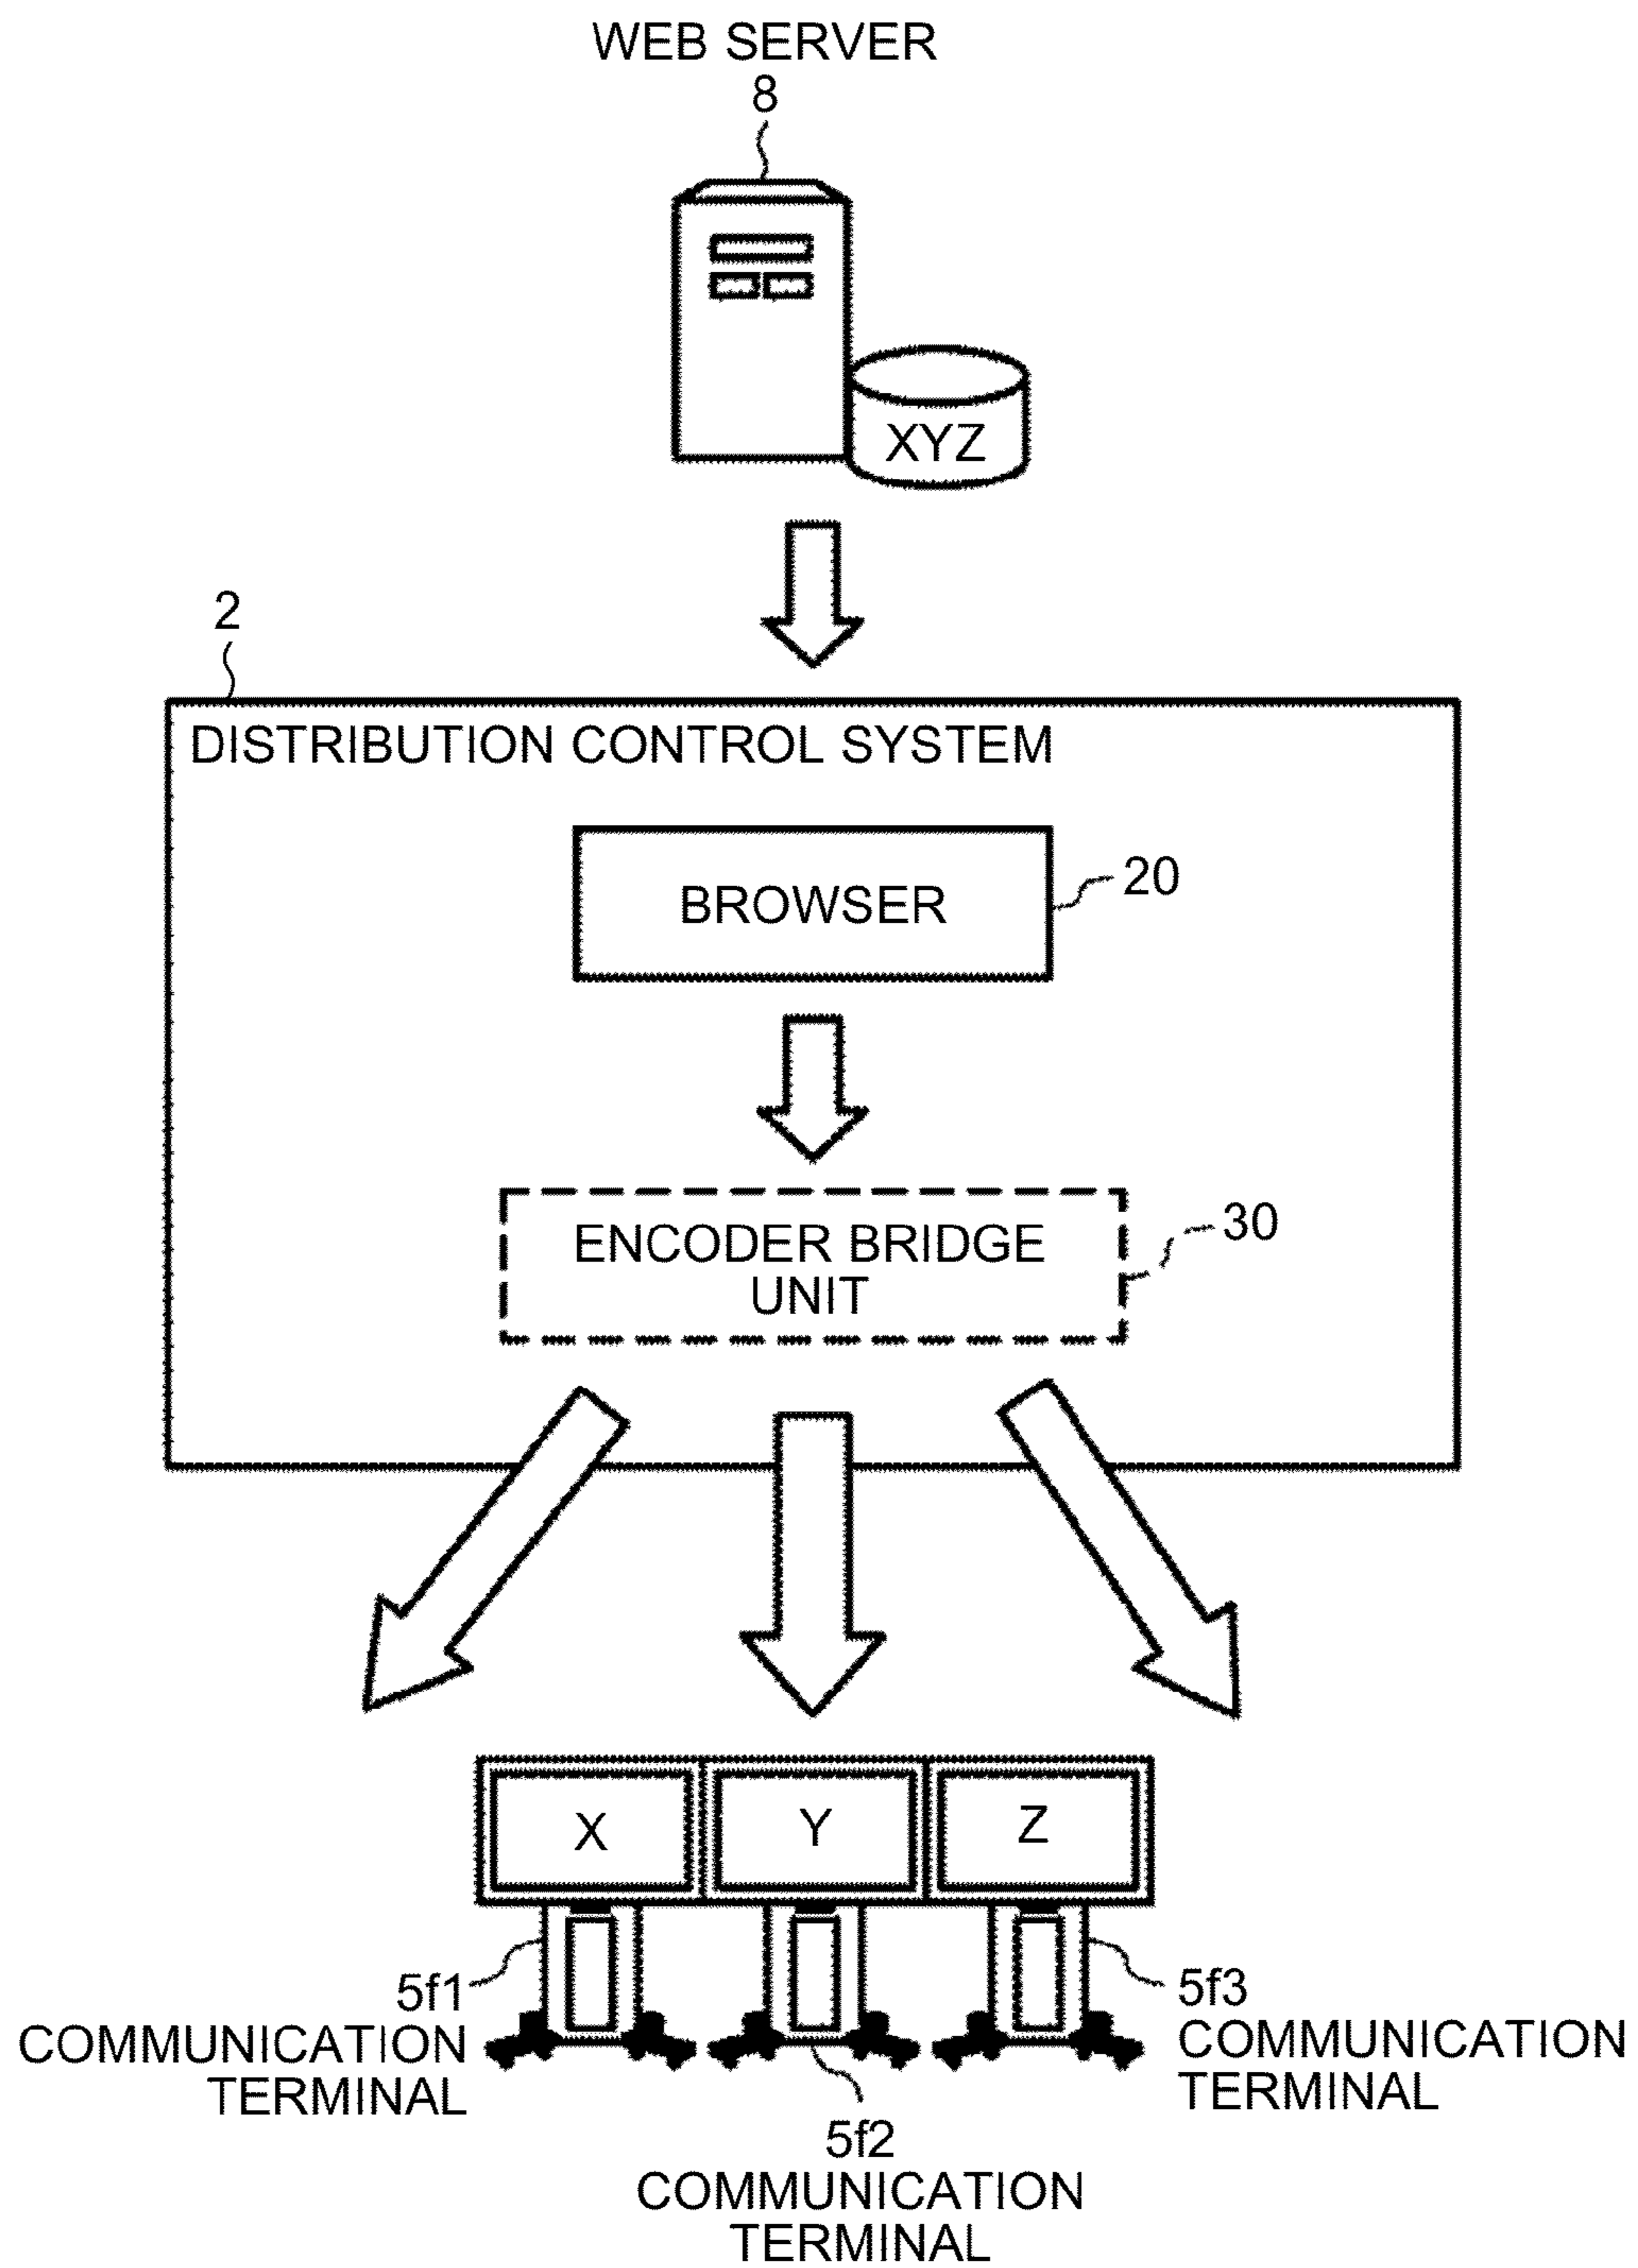 WEB SERVER
8
XYZ
2
DISTRIBUTION CONTROL SYSTEM
BROWSER
20
ENCODER BRIDGE
UNIT
30
X
Y
Z
5f1
COMMUNICATION
TERMINAL
5f2
COMMUNICATION
TERMINAL
5f3
COMMUNICATION
TERMINAL